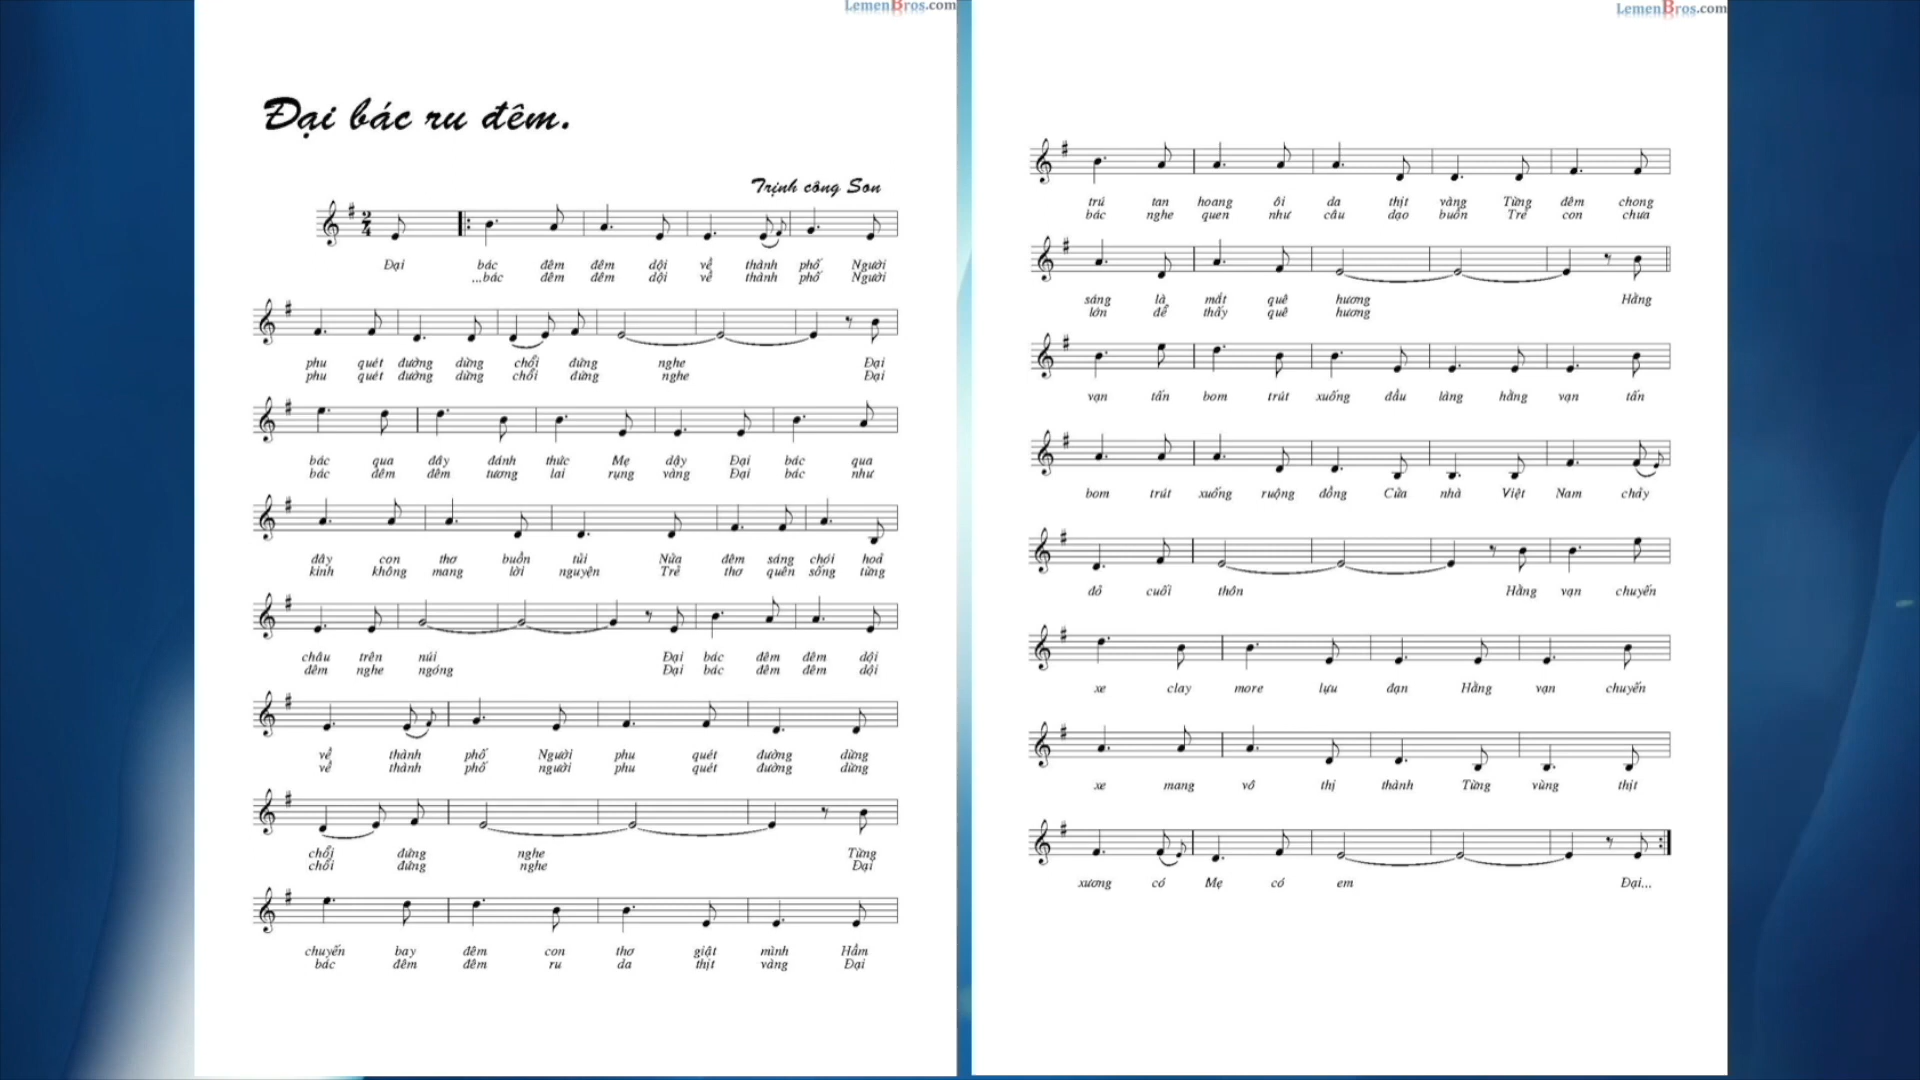 LemenBros.com
Đại bác ru đêm.
Trịnh công Son
2
4
Đại bác đêm đêm dội về thành phố Người
...bác đêm đêm dội về thành phố Người
phu quét đường dừng chổi đứng nghe Đại
phu quét đường dừng chổi đứng nghe Đại
bác qua đây đánh thức Mẹ dậy Đại bác qua
bác đêm đêm tương lai rụng vàng Đại bác như
đây con thơ buồn tủi Nửa đêm sáng chói hoả
kinh không mang lời nguyện Trẻ thơ quên sống từng
châu trên núi Đại bác đêm đêm dội
đêm nghe ngóng Đại bác đêm đêm dội
về thành phố Người phu quét đường dừng
về thành phố người phu quét đường dừng
chổi đứng nghe Từng
chổi đứng nghe Đại
chuyến bay đêm con thơ giật mình Hầm
bác đêm đêm ru da thịt vàng Đại
LemenBros.com
trú tan hoang ôi da thịt vàng Từng đêm chong
bác nghe quen như câu dạo buồn Trẻ con chưa
sáng là mắt quê hương Hằng
lớn để thấy quê hương
vạn tấn bom trút xuống đầu làng hằng vạn tấn
bom trút xuống ruộng đồng Cửa nhà Việt Nam cháy
đỏ cuối thôn Hằng vạn chuyến
xe clay more lựu đạn Hằng vạn chuyến
xe mang vô thị thành Từng vùng thịt
xương có Mẹ có em Đại...